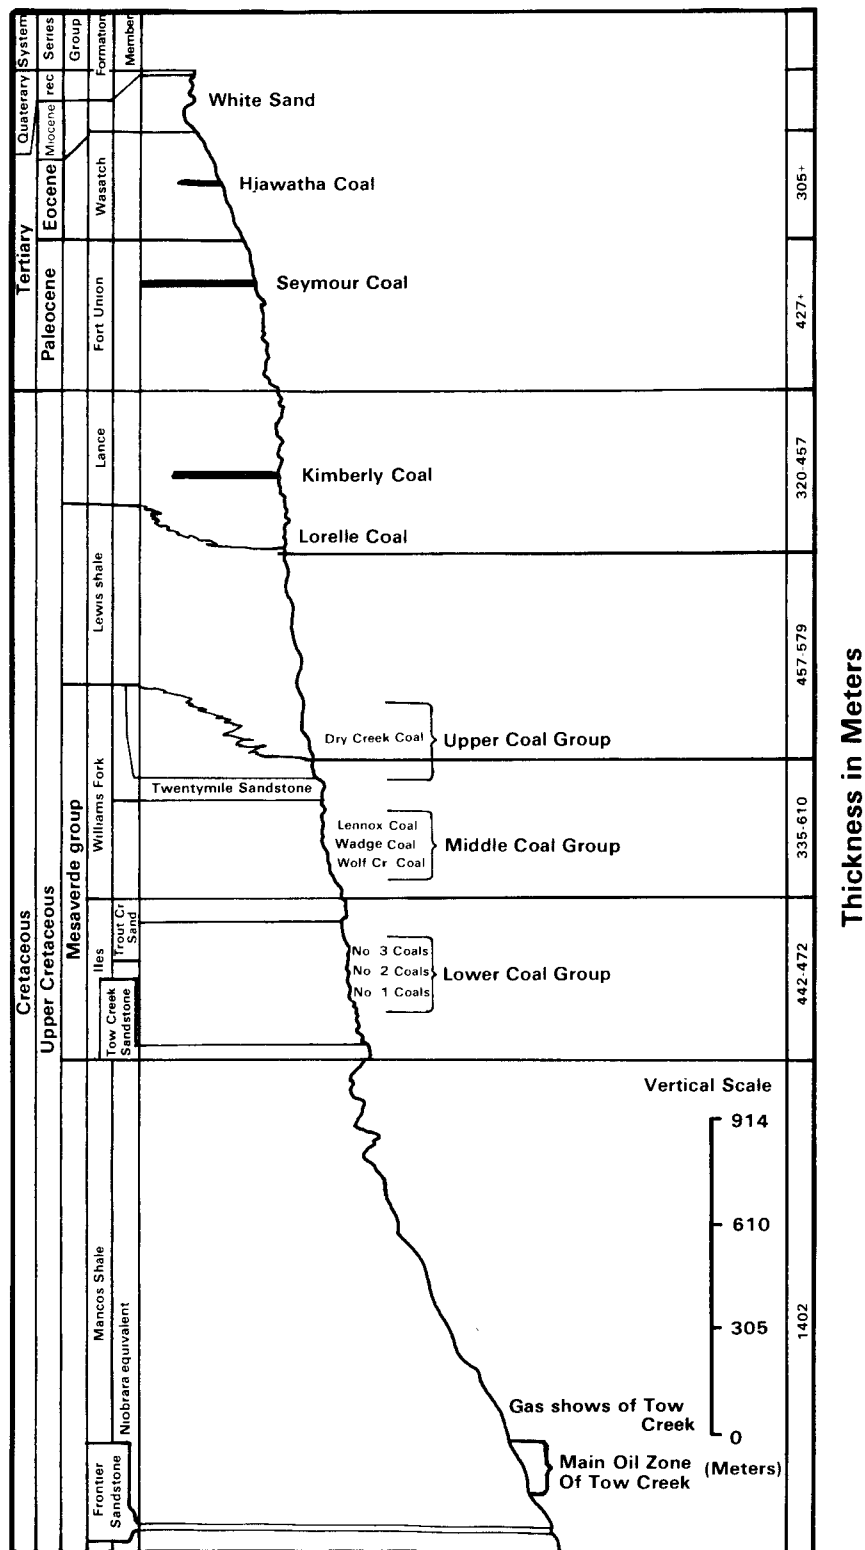 System
Series
Group
Formation
Member
Quaterary
rec
Miocene
White Sand
Tertiary
Eocene
Wasatch
Hiawatha Coal
305+
Paleocene
Fort Union
Seymour Coal
427+
Lance
Kimberly Coal
320-457
Lorelle Coal
Lewis shale
457-579
Dry Creek Coal
Upper Coal Group
Cretaceous
Upper Cretaceous
Mesaverde group
Williams Fork
Twentymile Sandstone
Lennox Coal
Wadge Coal
Wolf Cr Coal
Middle Coal Group
335-610
Iles
Trout Cr
Sand
No 3 Coals
No 2 Coals
No 1 Coals
Lower Coal Group
442-472
Tow Creek
Sandstone
Vertical Scale
914
610
305
0
(Meters)
Mancos Shale
Niobrara equivalent
1402
Gas shows of Tow
Creek
Main Oil Zone
Of Tow Creek
Frontier
Sandstone
Thickness in Meters